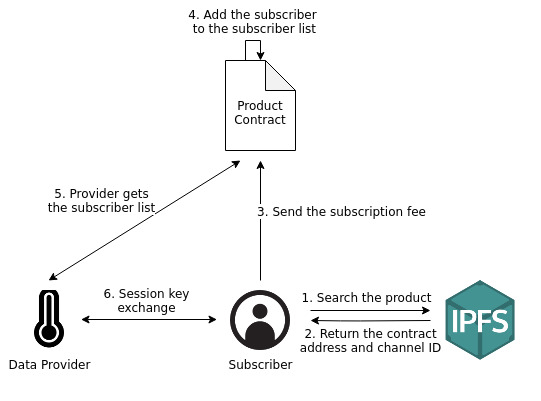 4. Add the subscriber
to the subscriber list
Product
Contract
5. Provider gets
the subscriber list
3. Send the subscription fee
6. Session key
exchange
1. Search the product
2. Return the contract
address and channel ID
IPFS
Data Provider
Subscriber